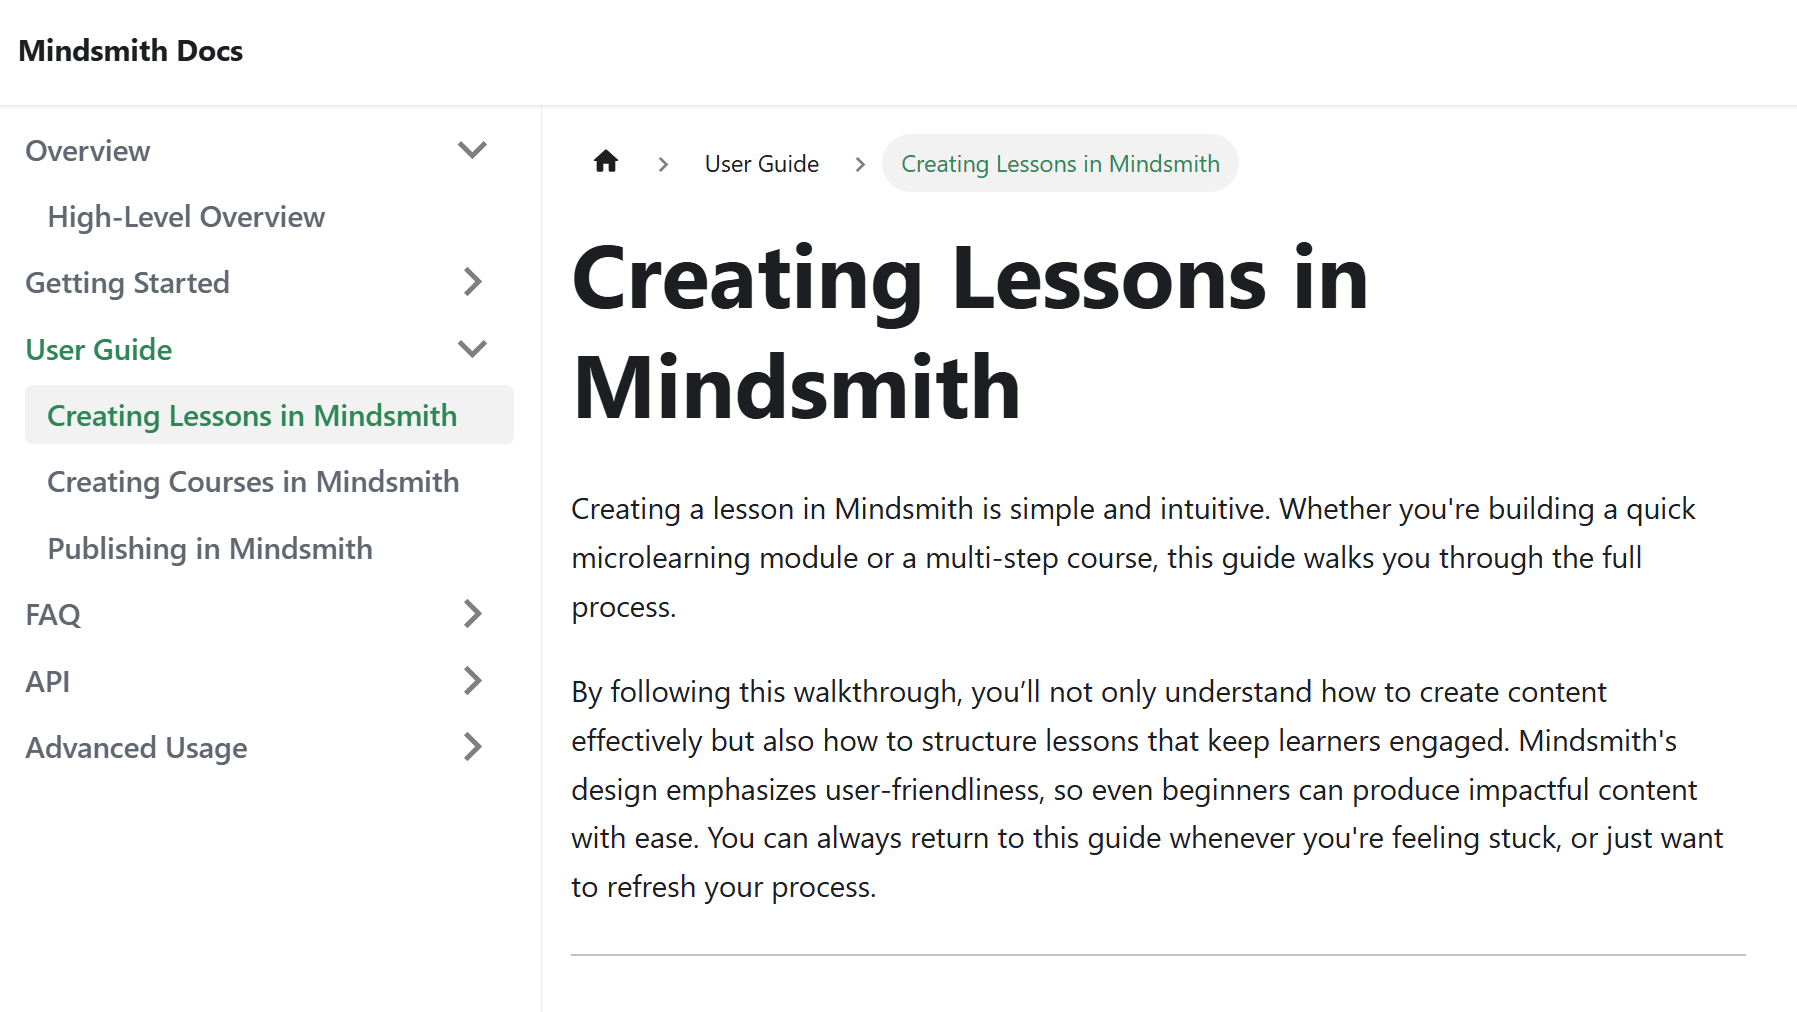 Mindsmith Docs
Overview
High-Level Overview
Getting Started
User Guide
Creating Lessons in Mindsmith
Creating Courses in Mindsmith
Publishing in Mindsmith
FAQ
API
Advanced Usage
User Guide
Creating Lessons in Mindsmith
Creating Lessons in
Mindsmith
Creating a lesson in Mindsmith is simple and intuitive. Whether you're building a quick
microlearning module or a multi-step course, this guide walks you through the full
process.
By following this walkthrough, you’ll not only understand how to create content
effectively but also how to structure lessons that keep learners engaged. Mindsmith's
design emphasizes user-friendliness, so even beginners can produce impactful content
with ease. You can always return to this guide whenever you're feeling stuck, or just want
to refresh your process.